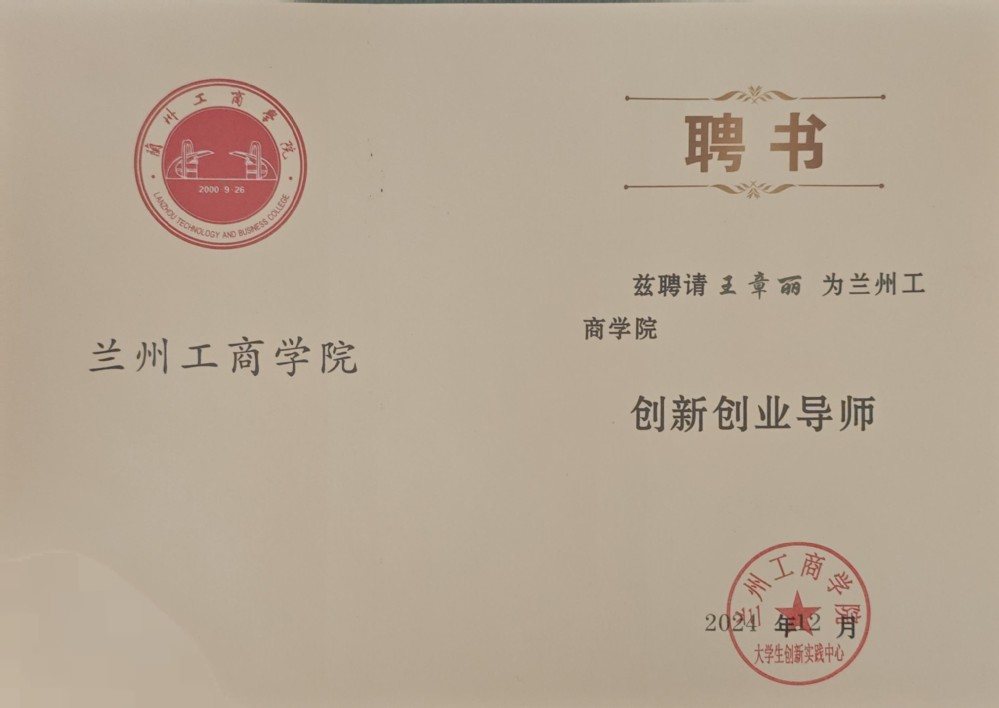 蘭州工商學院
2000·9·26
LANZHOU TECHNOLOGY AND BUSINESS COLLEGE
兰州工商学院
聘书
兹聘请王章丽 为兰州工
商学院
创新创业导师
兰州工商学院
大学生创新实践中心
2024 年12 月